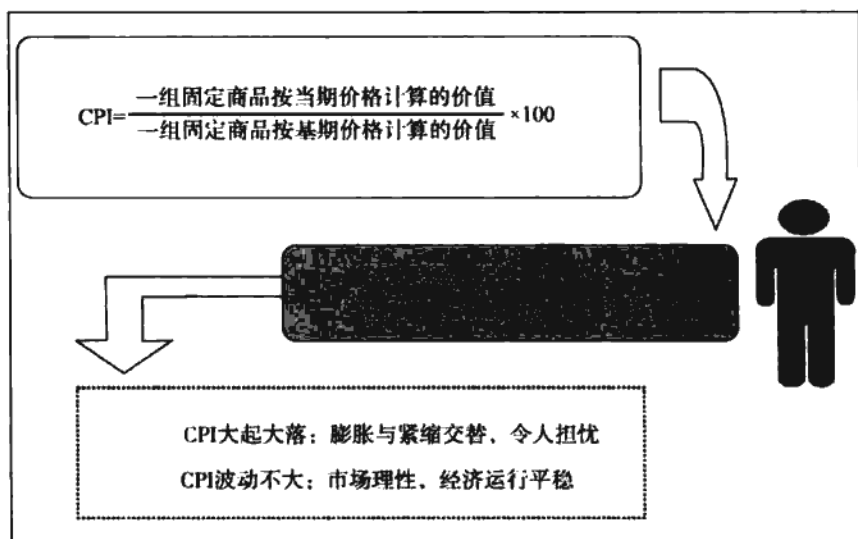 CPI=一组固定商品按当期价格计算的价值
一组固定商品按基期价格计算的价值 ×100
CPI大起大落：膨胀与紧缩交替，令人担忧
CPI波动不大：市场理性，经济运行平稳